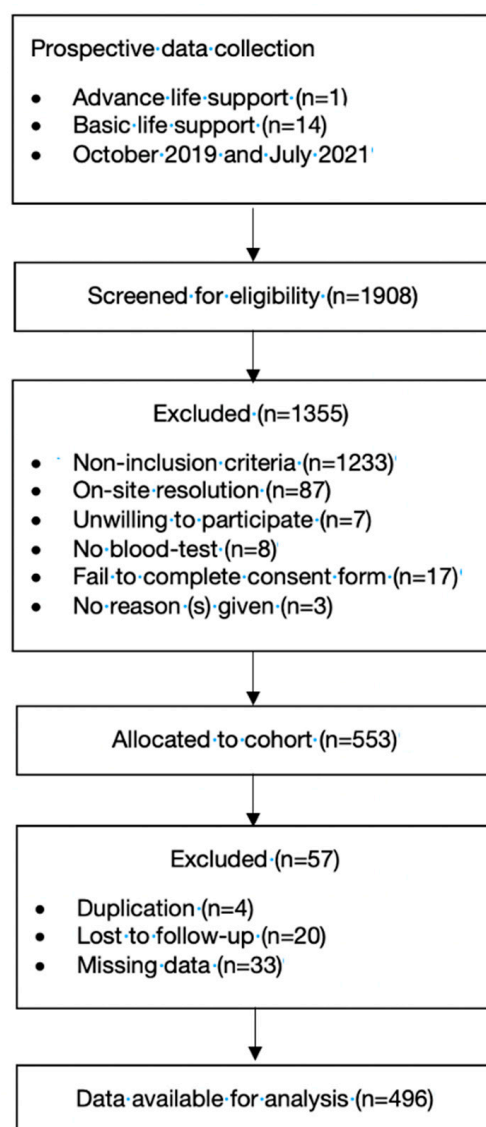 Prospective data collection
• Advance life support (n=1)
• Basic life support (n=14)
• October 2019 and July 2021
Screened for eligibility (n=1908)
Excluded (n=1355)
• Non-inclusion criteria (n=1233)
• On-site resolution (n=87)
• Unwilling to participate (n=7)
• No blood-test (n=8)
• Fail to complete consent form (n=17)
• No reason (s) given (n=3)
Allocated to cohort (n=553)
Excluded (n=57)
• Duplication (n=4)
• Lost to follow-up (n=20)
• Missing data (n=33)
Data available for analysis (n=496)